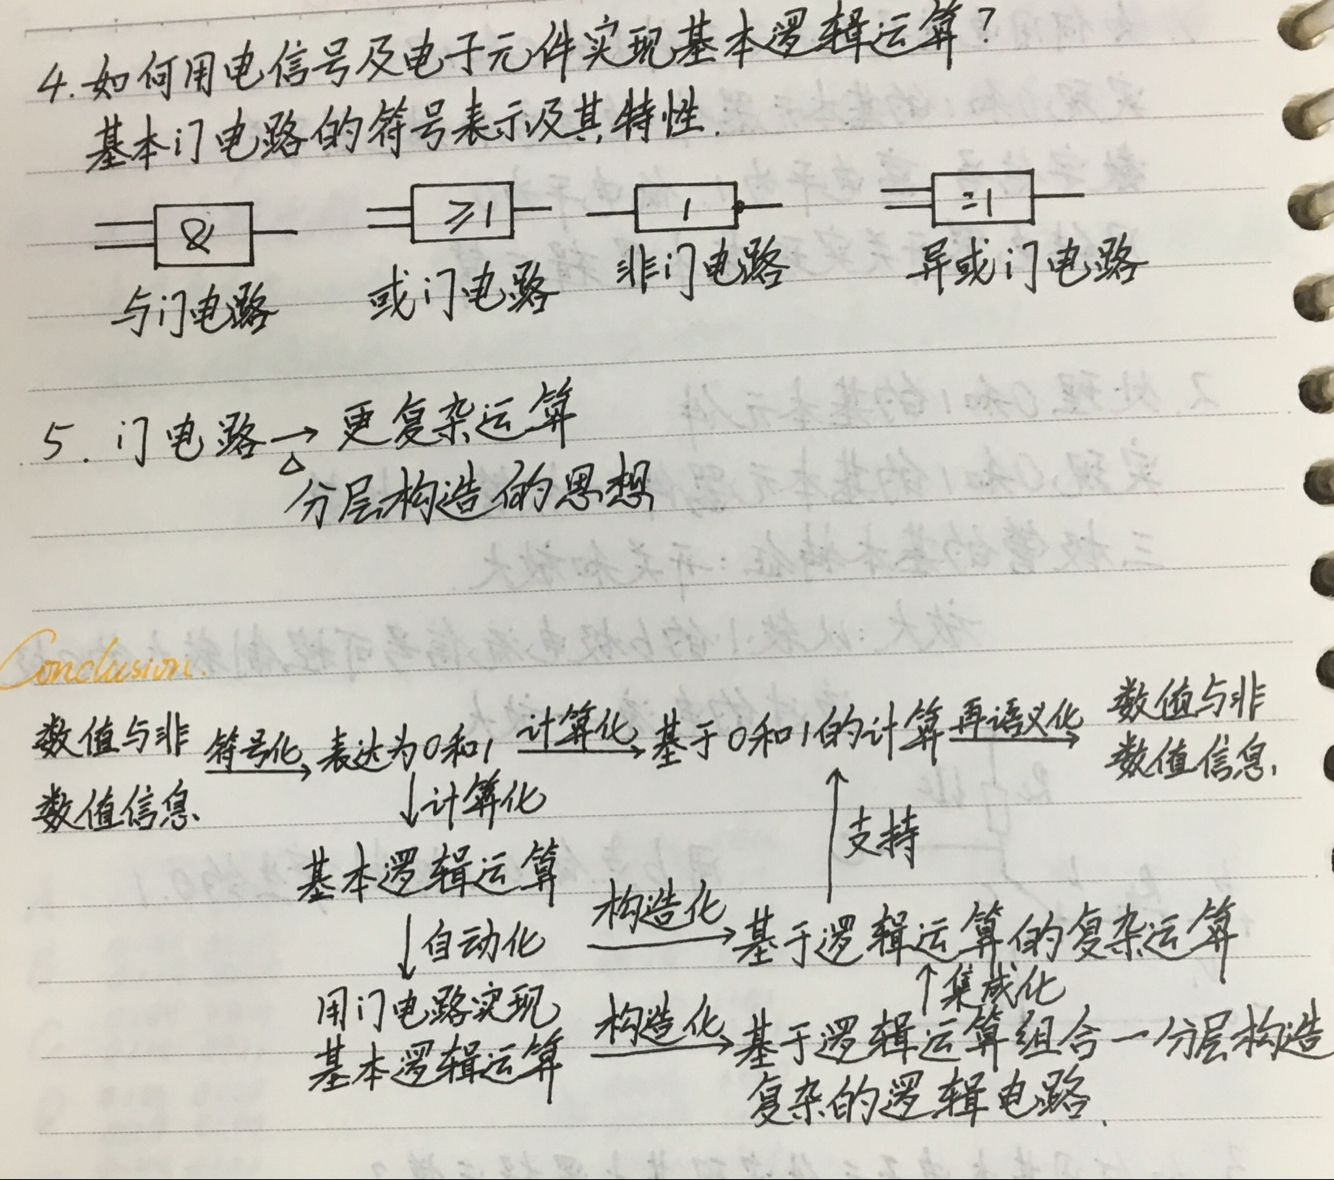 4. 如何用电信号及电子元件实现基本逻辑运算?
基本门电路的符号表示及其特性.
& ≥1 1 =1
与门电路 或门电路 非门电路 异或门电路
5. 门电路 → 更复杂运算
△
分层构造的思想
Conclusion.
数值与非 符号化 表达为0和1 计算化 基于0和1的计算 再语义化 数值与非
数值信息. ↓计算化 数值信息.
基本逻辑运算 ↑支持
↓自动化 构造化 基于逻辑运算的复杂运算
用门电路实现 ↑集成化
基本逻辑运算 构造化 基于逻辑运算组合一分层构造
复杂的逻辑电路.